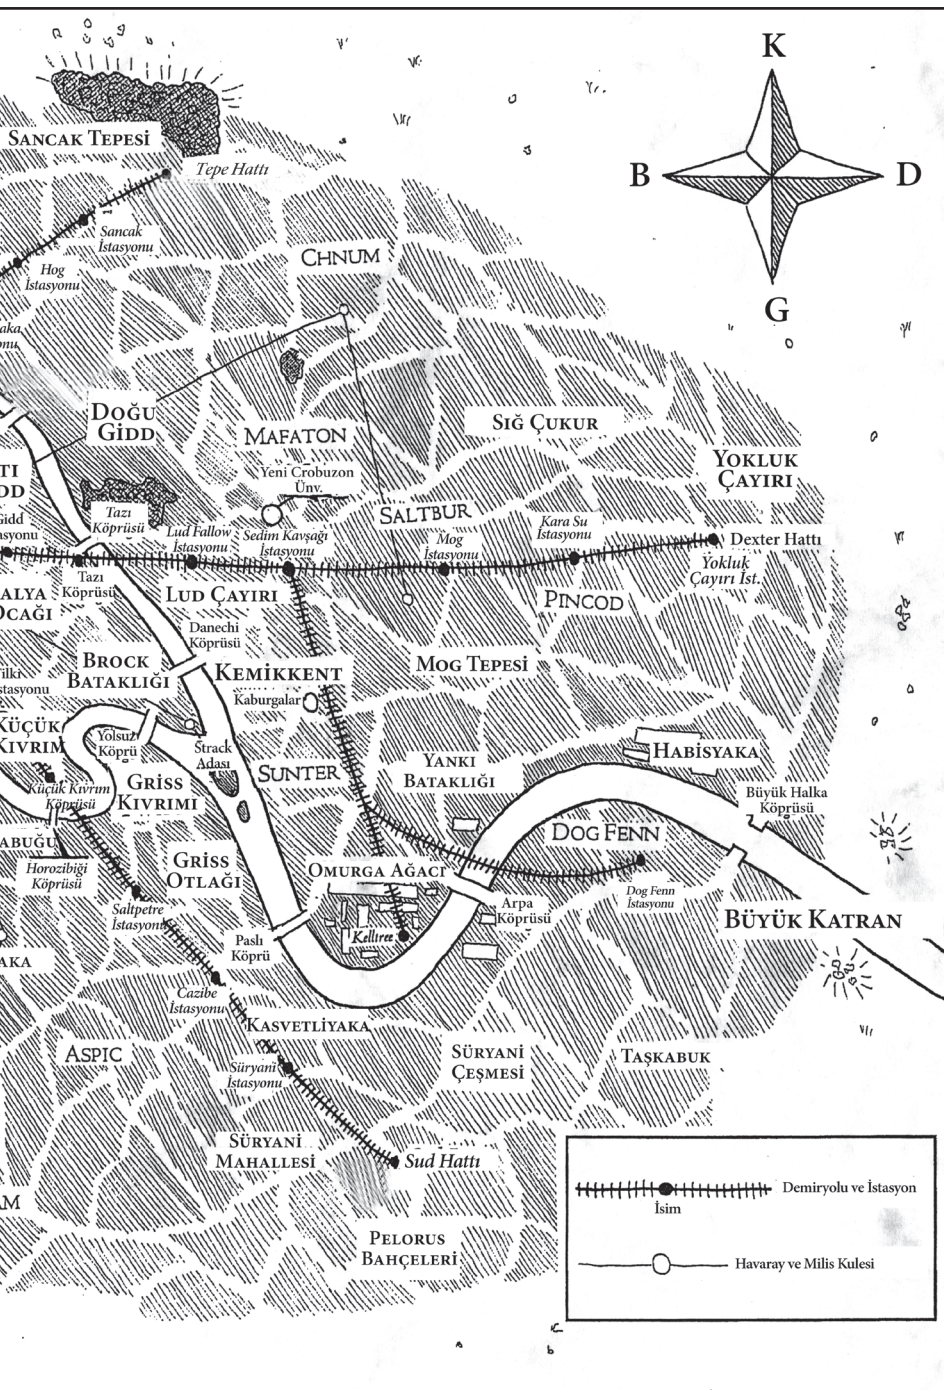 K
B
D
G
SANCAK TEPESİ
Tepe Hattı
Sancak
İstasyonu
Hog
İstasyonu
CHNUM
DOĞU
GIDD
MAFATON
SIĞ ÇUKUR
YOKLUK
ÇAYIRI
Yeni Crobuzon
Ünv.
SALTBUR
Tazı
Köprüsü
Lud Fallow
İstasyonu
Sedim Kavşağı
İstasyonu
Mog
İstasyonu
Kara Su
İstasyonu
Dexter Hattı
Yokluk
Çayırı İst.
Tazı
Köprüsü
LUD ÇAYIRI
PINCOD
Danechi
Köprüsü
BROCK
BATAKLIĞI
KEMİKKENT
MOG TEPESİ
Kaburgalar
KÜÇÜK
KIVRIM
Yolsuz
Köprü
Strack
Adası
SUNTER
YANKI
BATAKLIĞI
HABİSYAKA
Küçük Kıvrım
Köprüsü
GRISS
KIVRIMI
Büyük Halka
Köprüsü
DOG FENN
Horozibiği
Köprüsü
GRISS
OTLAĞI
OMURGA AĞACI
Dog Fenn
İstasyonu
Saltpetre
İstasyonu
Arpa
Köprüsü
BÜYÜK KATRAN
Paslı
Köprü
Kelltree
Cazibe
İstasyonu
KASVETLİYAKA
ASPIC
Süryani
İstasyonu
SÜRYANİ
ÇEŞMESİ
TAŞKABUK
SÜRYANİ
MAHALLESİ
Sud Hattı
PELORUS
BAHÇELERİ
Demiryolu ve İstasyon
İsim
Havaray ve Milis Kulesi